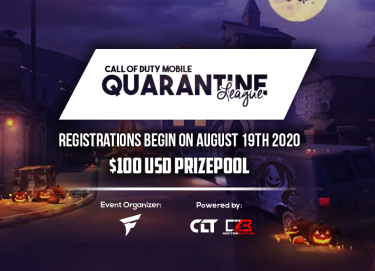 CALL OF DUTY MOBILE
QUARANTINE
League
REGISTRATIONS BEGIN ON AUGUST 19TH 2020
$100 USD PRIZEPOOL
Event Organizer:
Powered by:
CLT